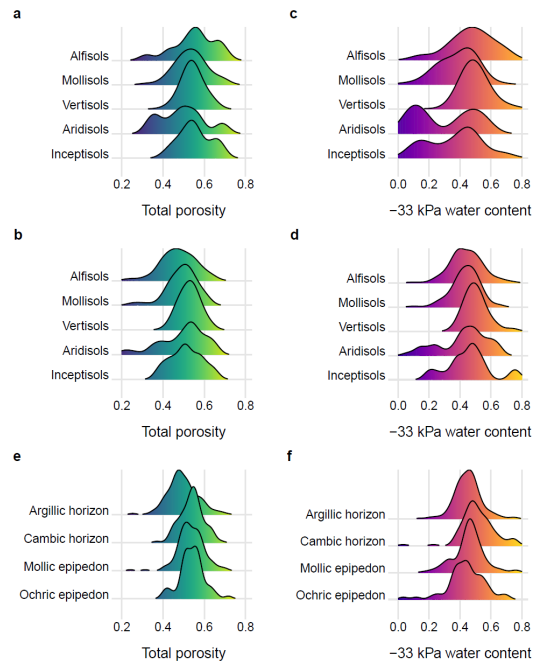 a
Alfisols
Mollisols
Vertisols
Aridisols
Inceptisols
0.2 0.4 0.6 0.8
Total porosity
c
Alfisols
Mollisols
Vertisols
Aridisols
Inceptisols
0.0 0.2 0.4 0.6 0.8
−33 kPa water content
b
Alfisols
Mollisols
Vertisols
Aridisols
Inceptisols
0.2 0.4 0.6 0.8
Total porosity
d
Alfisols
Mollisols
Vertisols
Aridisols
Inceptisols
0.0 0.2 0.4 0.6 0.8
−33 kPa water content
e
Argillic horizon
Cambic horizon
Mollic epipedon
Ochric epipedon
0.2 0.4 0.6 0.8
Total porosity
f
Argillic horizon
Cambic horizon
Mollic epipedon
Ochric epipedon
0.0 0.2 0.4 0.6 0.8
−33 kPa water content